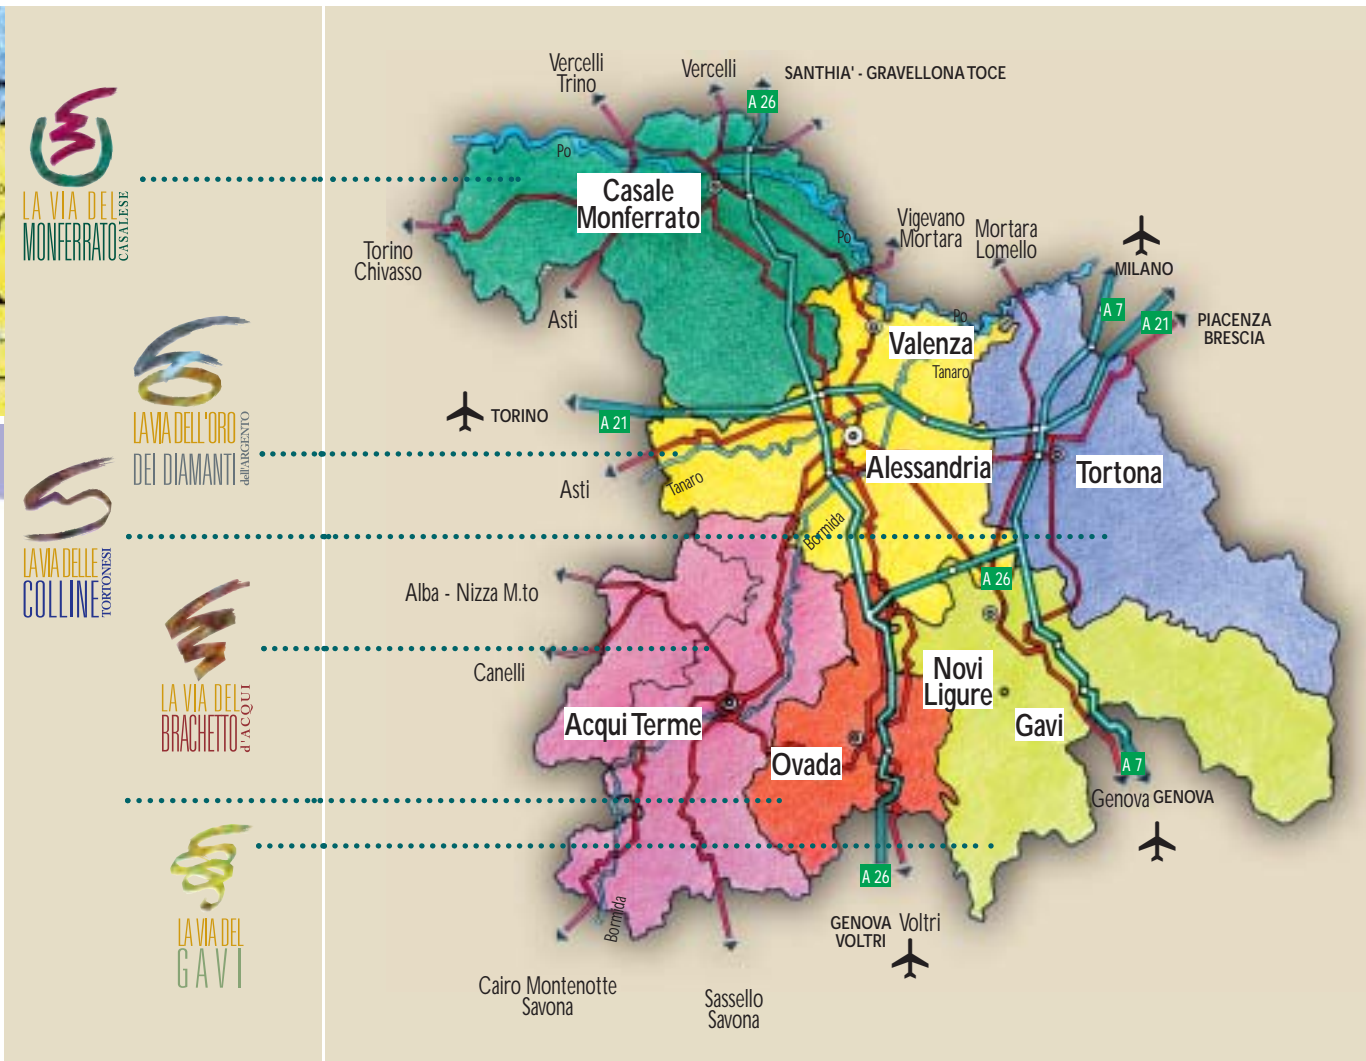 LA VIA DEL
MONFERRATO
CASALESE
LA VIA DELL'ORO
DEI DIAMANTI
dell'ARGENTO
LA VIA DELLE
COLLINE
TORTONESI
LA VIA DEL
BRACHETTO
d'ACQUI
LA VIA DEL
GAVI
Vercelli
Trino
Vercelli
SANTHIA' - GRAVELLONA TOCE
A 26
Po
Casale
Monferrato
Torino
Chivasso
Asti
Po
Vigevano
Mortara
Mortara
Lomello
MILANO
A 7
A 21
PIACENZA
BRESCIA
Po
Valenza
Tanaro
TORINO
A 21
Asti
Tanaro
Alessandria
Tortona
Bormida
A 26
Alba - Nizza M.to
Canelli
Acqui Terme
Ovada
Novi
Ligure
Gavi
A 7
Genova GENOVA
A 26
GENOVA
VOLTRI
Voltri
Bormida
Cairo Montenotte
Savona
Sassello
Savona